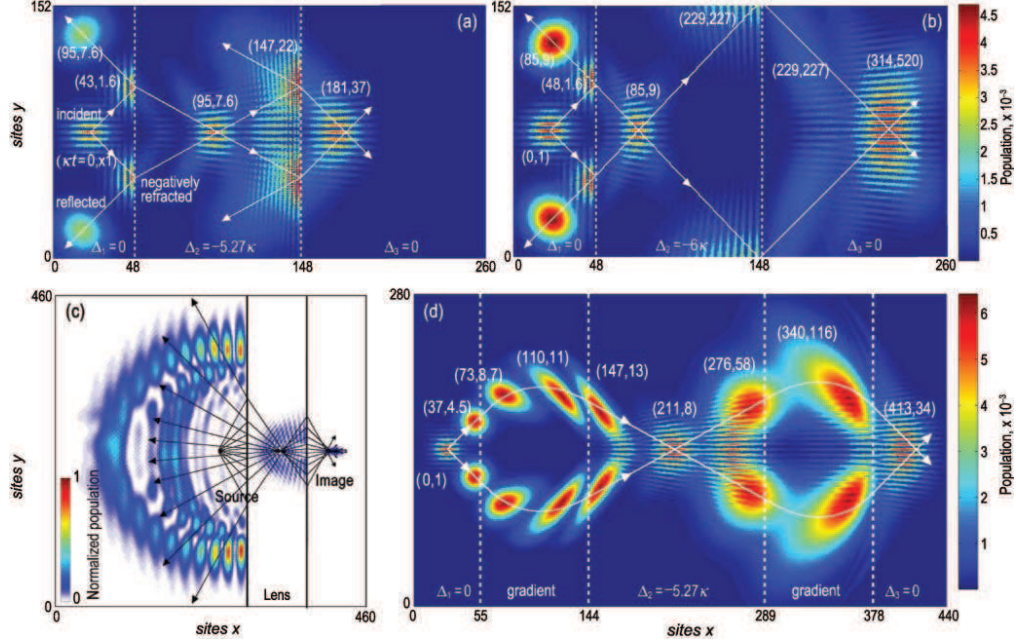 152
(a)
(95,7.6)
(147,22)
(43,1.6)
(181,37)
(95,7.6)
incident
(κt=0,x1)
negatively
refracted
reflected
Δ₁=0
Δ₂=−5.27κ
Δ₃=0
0
0
48
148
260
sites y
(b)
(229,227)
(85,9)
(229,227)
(314,520)
(48,1.6)
(85,9)
(0,1)
Δ₁=0
Δ₂=−6κ
Δ₃=0
0
48
148
260
4.5
4
3.5
3
2.5
2
1.5
1
0.5
Population, x 10⁻³
460
(c)
1
0
Normalized population
Source
Image
Lens
0
0
460
sites x
sites y
280
(d)
(340,116)
(276,58)
(110,11)
(147,13)
(73,8.7)
(37,4.5)
(211,8)
(413,34)
(0,1)
Δ₁=0
gradient
Δ₂=−5.27κ
gradient
Δ₃=0
0
0
55
144
289
378
440
sites x
sites y
6
5
4
3
2
1
Population, x 10⁻³